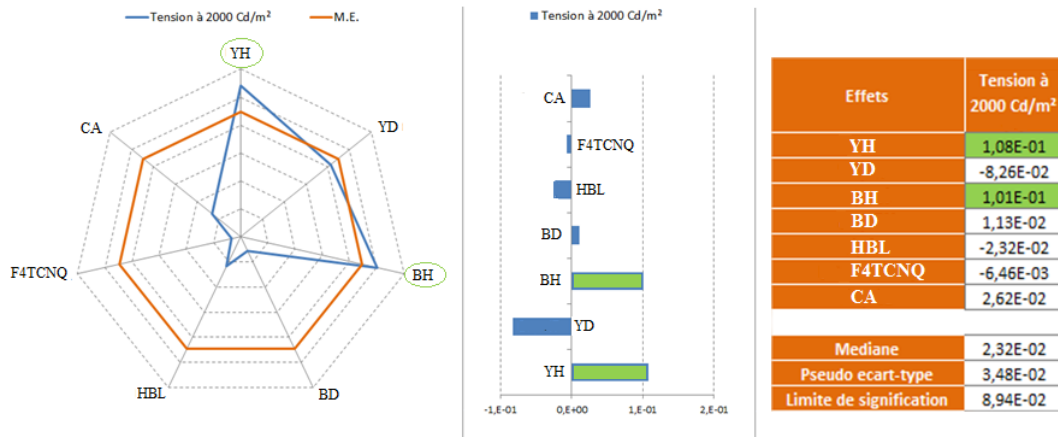 Tension à 2000 Cd/m²
M.E.
YH
YD
BH
BD
HBL
F4TCNQ
CA
Tension à 2000 Cd/m²
CA
F4TCNQ
HBL
BD
BH
YD
YH
-1,E-01
0,E+00
1,E-01
2,E-01
Effets
Tension à
2000 Cd/m²
YH 1,08E-01
YD -8,26E-02
BH 1,01E-01
BD 1,13E-02
HBL -2,32E-02
F4TCNQ -6,46E-03
CA 2,62E-02
Mediane 2,32E-02
Pseudo ecart-type 3,48E-02
Limite de signification 8,94E-02